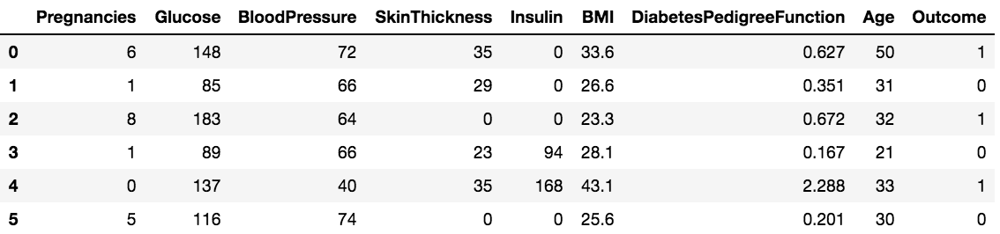 Pregnancies Glucose BloodPressure SkinThickness Insulin BMI DiabetesPedigreeFunction Age Outcome
0 6 148 72 35 0 33.6 0.627 50 1
1 1 85 66 29 0 26.6 0.351 31 0
2 8 183 64 0 0 23.3 0.672 32 1
3 1 89 66 23 94 28.1 0.167 21 0
4 0 137 40 35 168 43.1 2.288 33 1
5 5 116 74 0 0 25.6 0.201 30 0